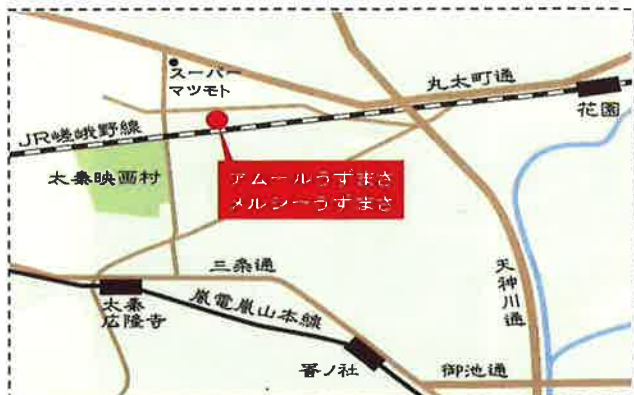 スーパー
マツモト
丸太町通
花園
JR嵯峨野線
太秦映画村
アムールうずまさ
メルシーうずまさ
三条通
天神川通
太秦
広隆寺
嵐電嵐山本線
蚕ノ社
御池通